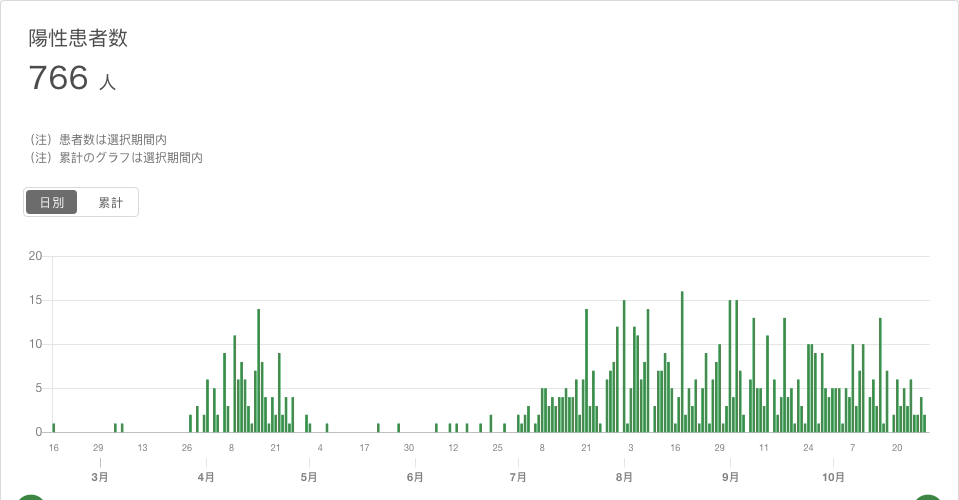 陽性患者数
766 人
（注）患者数は選択期間内
（注）累計のグラフは選択期間内
日別 累計
20
15
10
5
0
16 29 13 26 8 21 4 17 30 12 25 8 21 3 16 29 11 24 7 20
3月 4月 5月 6月 7月 8月 9月 10月